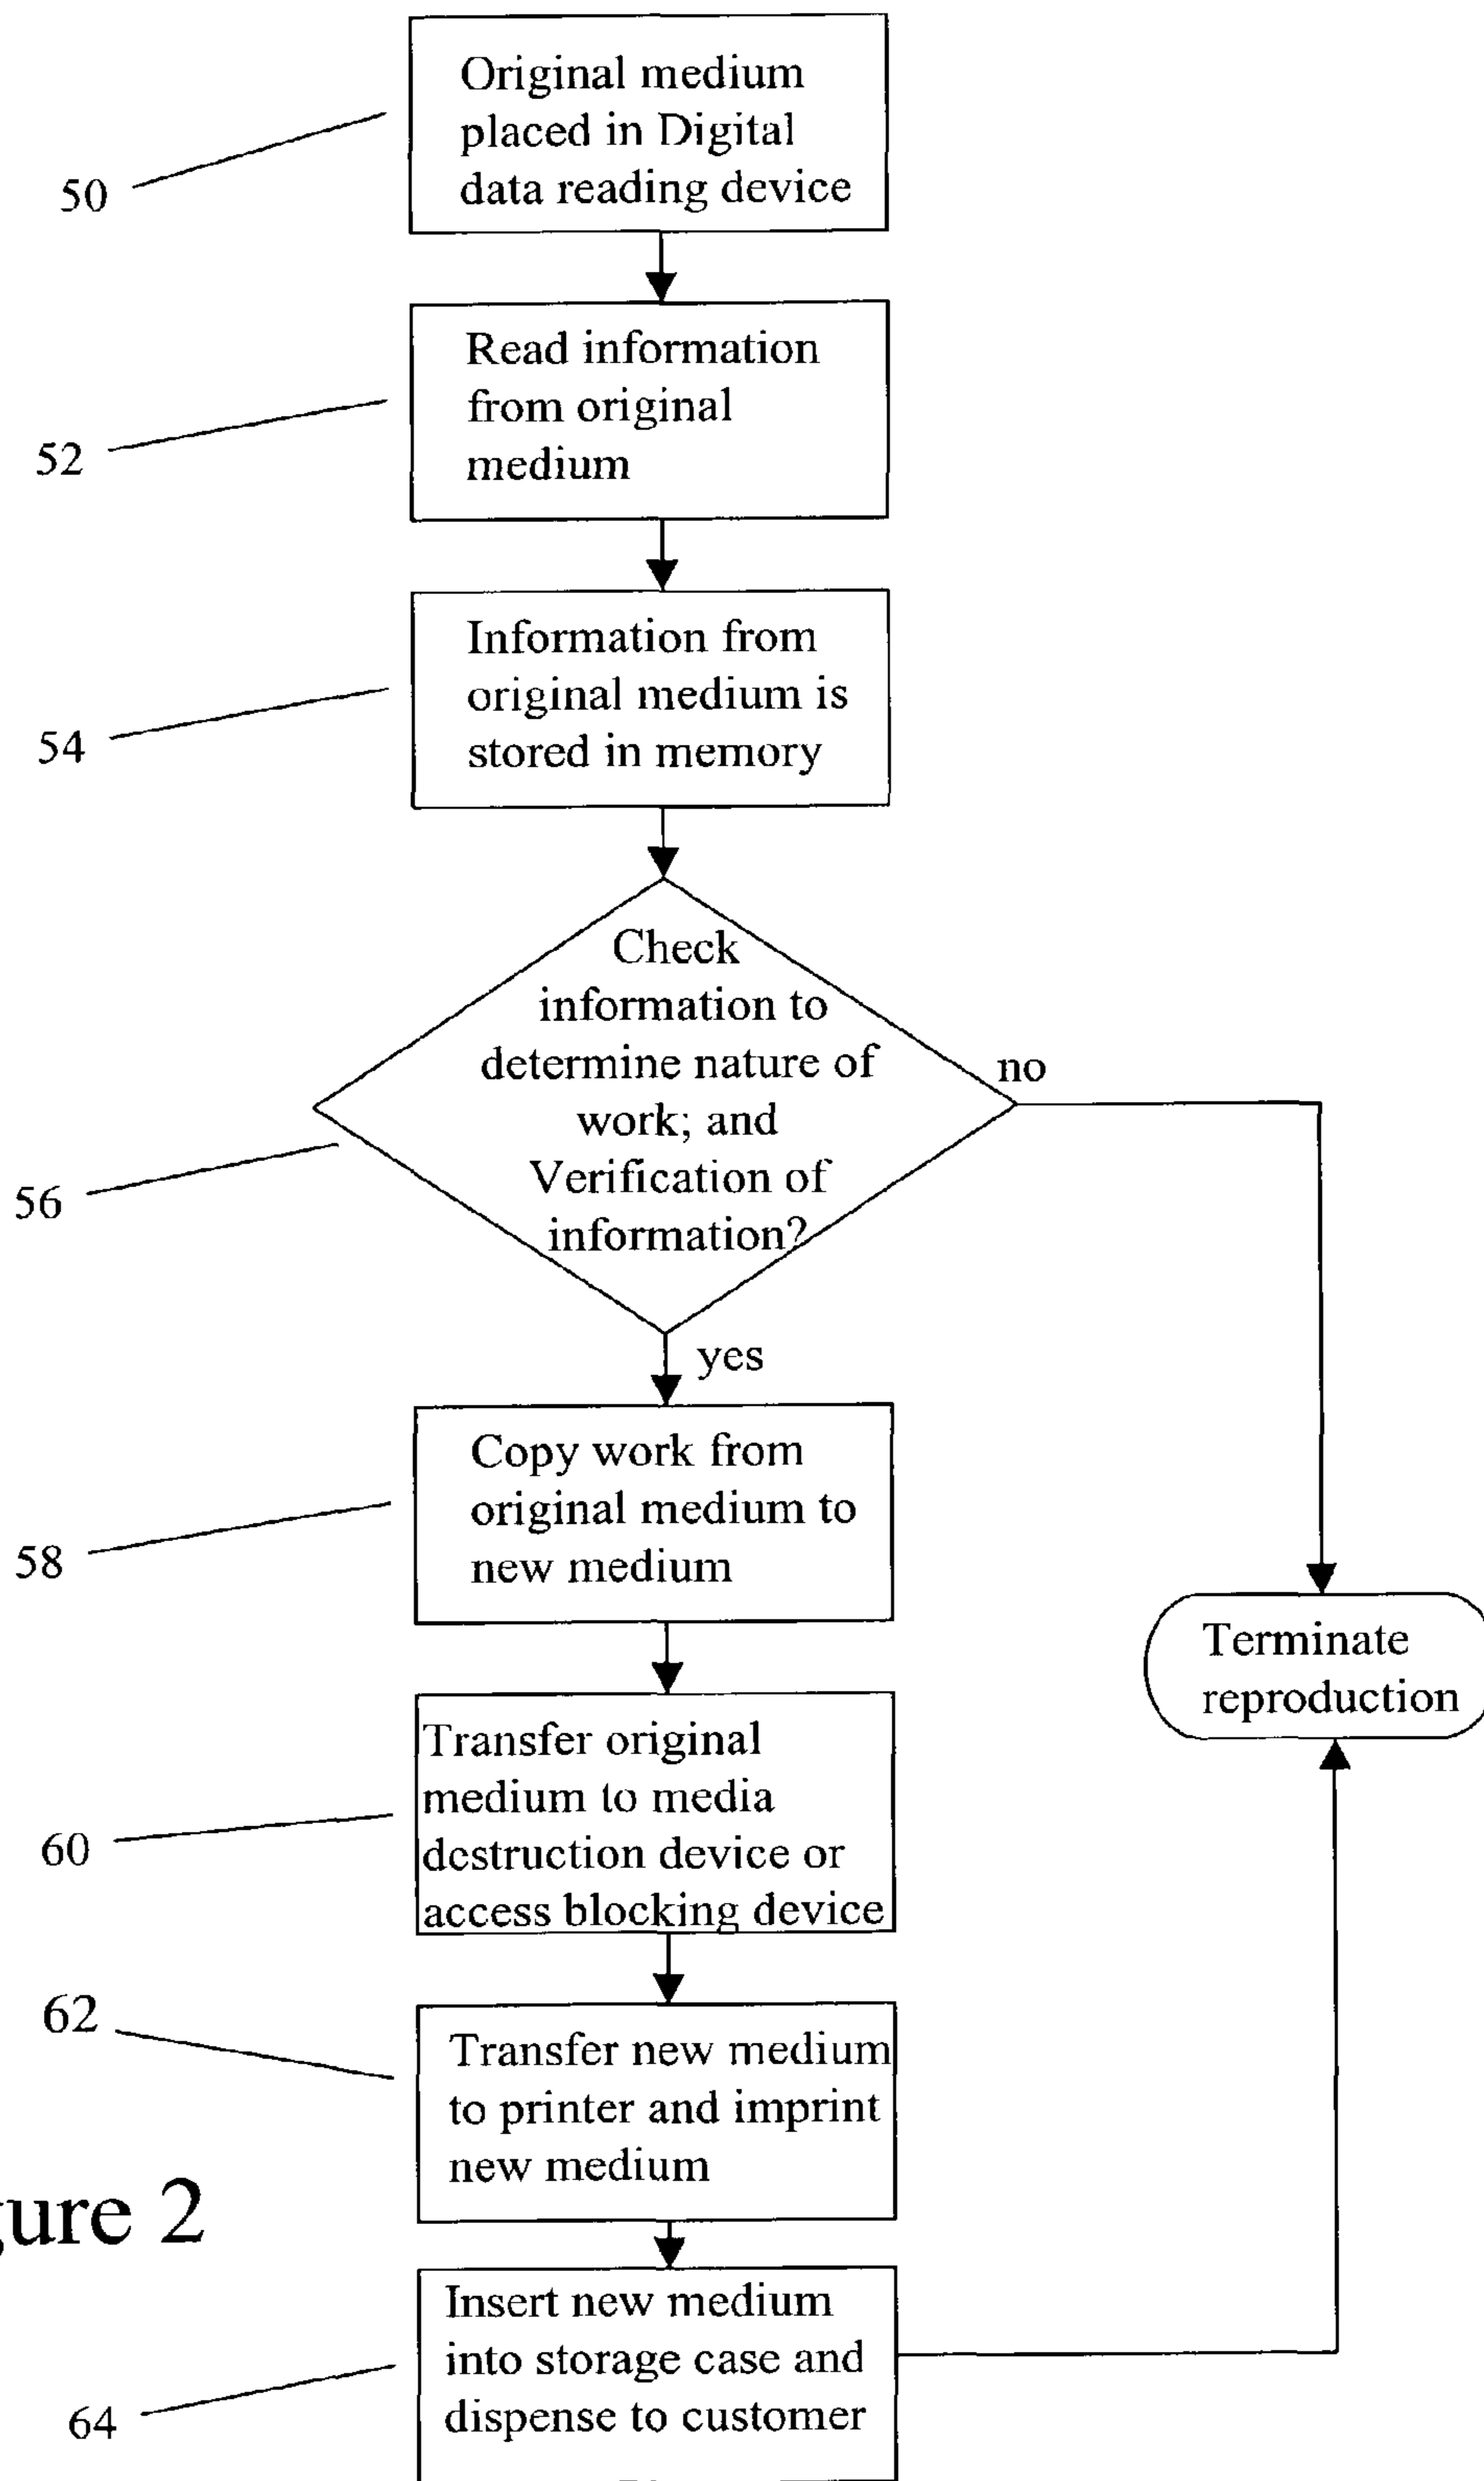 Original medium
placed in Digital
data reading device
50
Read information
from original
medium
52
Information from
original medium is
stored in memory
54
Check
information to
determine nature of
work; and
Verification of
information?
no
56
yes
Copy work from
original medium to
new medium
58
Terminate
reproduction
Transfer original
medium to media
destruction device or
access blocking device
60
62
Transfer new medium
to printer and imprint
new medium
gure 2
Insert new medium
into storage case and
dispense to customer
64